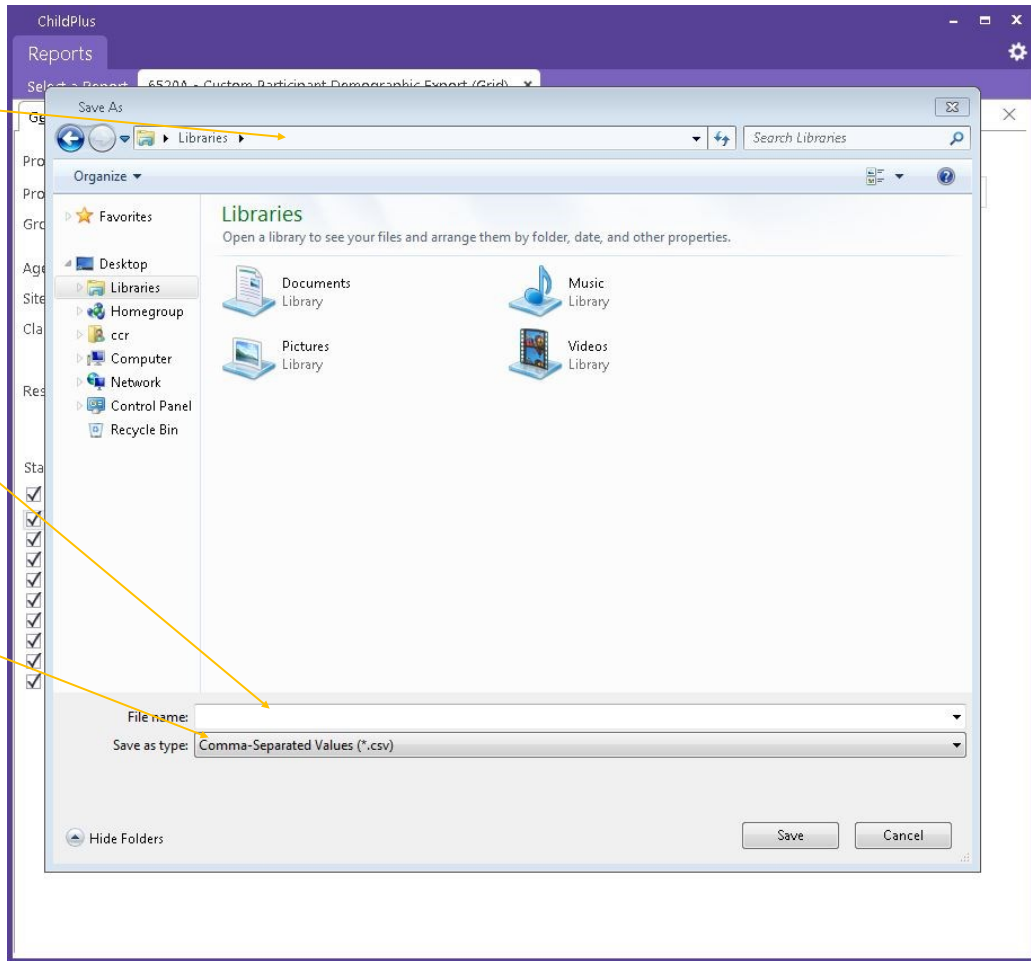 ChildPlus
Reports
Select a Report 6520A - Custom Participant Demographic Export (Grid)
Save As
Ge
Libraries
Search Libraries
Pro
Organize
Pro
Favorites
Libraries
Gro
Open a library to see your files and arrange them by folder, date, and other properties.
Desktop
Age
Documents
Library
Music
Library
Libraries
Site
Homegroup
Cla
ccr
Pictures
Library
Videos
Library
Computer
Network
Res
Control Panel
Recycle Bin
Sta
File name:
Save as type: Comma-Separated Values (*.csv)
Hide Folders
Save
Cancel